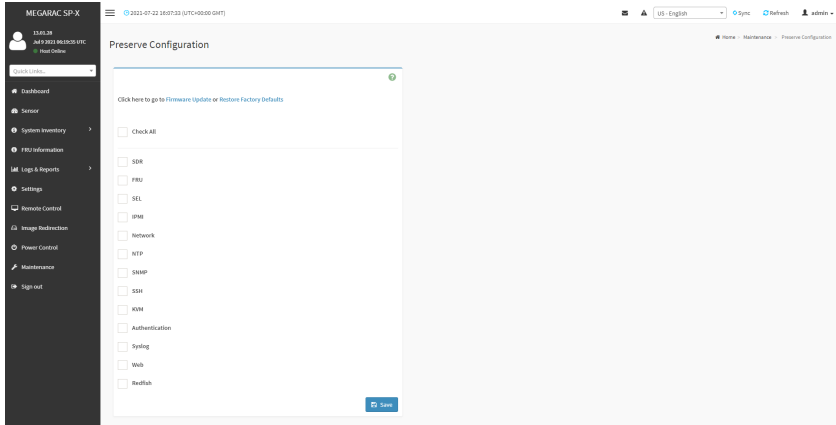 MEGARAC SP-X
13.01.28
Jul 9 2021 06:19:35 UTC
Host Online
Quick Links...
Dashboard
Sensor
System Inventory
FRU Information
Logs & Reports
Settings
Remote Control
Image Redirection
Power Control
Maintenance
Sign out
2021-07-22 16:07:33 (UTC+00:00 GMT)
US - English
Sync
Refresh
admin
Preserve Configuration
Home > Maintenance > Preserve Configuration
Click here to go to Firmware Update or Restore Factory Defaults
Check All
SDR
FRU
SEL
IPMI
Network
NTP
SNMP
SSH
KVM
Authentication
Syslog
Web
Redfish
Save